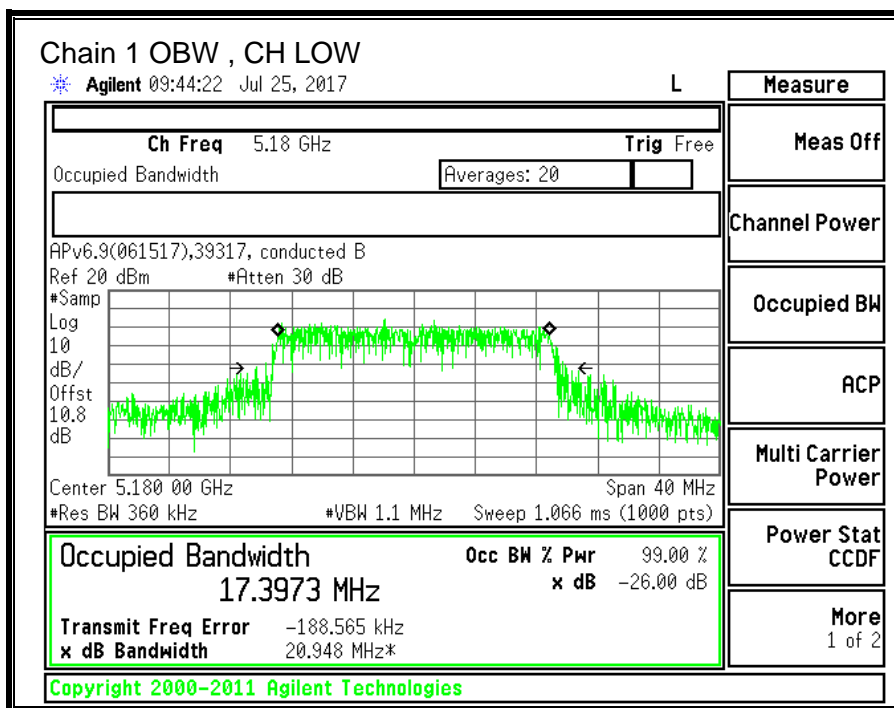 Chain 1 OBW , CH LOW
Agilent 09:44:22 Jul 25, 2017 L
Measure
Ch Freq 5.18 GHz Trig Free
Meas Off
Occupied Bandwidth Averages: 20
Channel Power
APv6.9(061517),39317, conducted B
Ref 20 dBm #Atten 30 dB
#Samp
Log
10
dB/
Offst
10.8
dB
Occupied BW
ACP
Multi Carrier
Power
Center 5.180 00 GHz Span 40 MHz
#Res BW 360 kHz #VBW 1.1 MHz Sweep 1.066 ms (1000 pts)
Power Stat
CCDF
Occupied Bandwidth Occ BW % Pwr 99.00 %
17.3973 MHz x dB -26.00 dB
Transmit Freq Error -188.565 kHz
x dB Bandwidth 20.948 MHz*
More
1 of 2
Copyright 2000-2011 Agilent Technologies